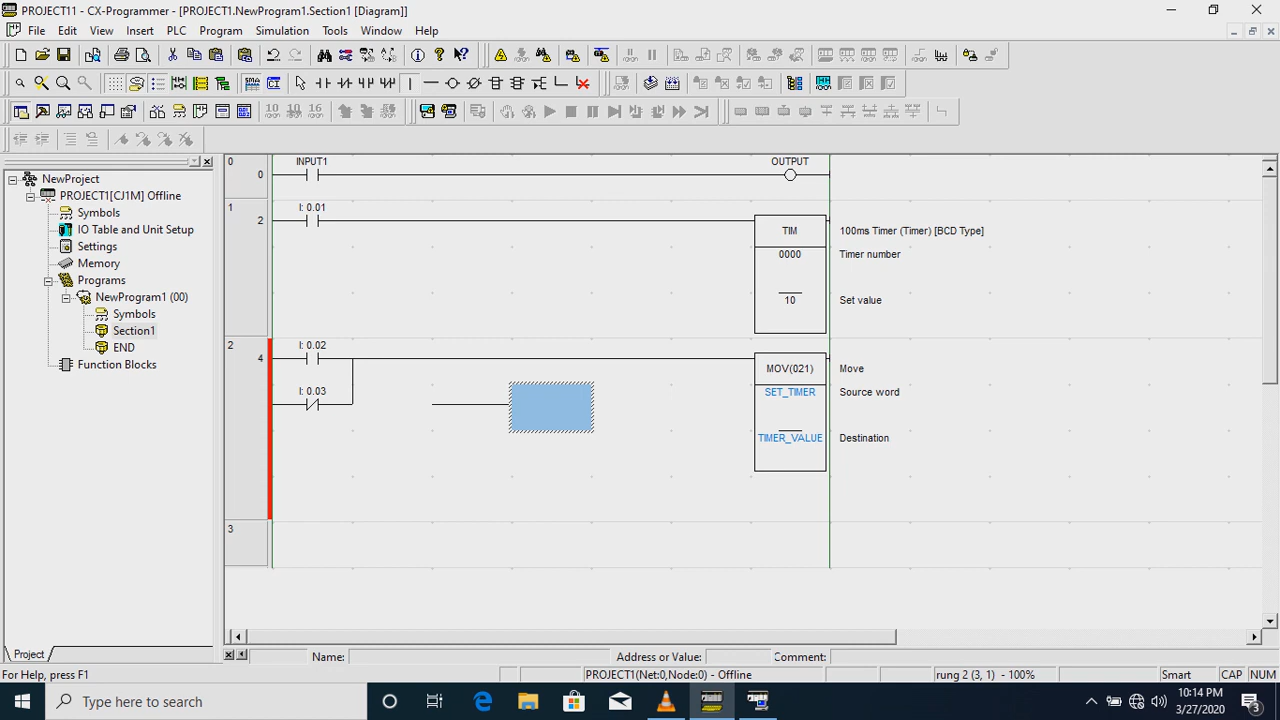 PROJECT11 - CX-Programmer - [PROJECT1.NewProgram1.Section1 [Diagram]]
File Edit View Insert PLC Program Simulation Tools Window Help
NewProject
PROJECT1[CJ1M] Offline
Symbols
IO Table and Unit Setup
Settings
Memory
Programs
NewProgram1 (00)
Symbols
Section1
END
Function Blocks
Project
0
0
INPUT1
OUTPUT
1
2
I: 0.01
TIM
100ms Timer (Timer) [BCD Type]
0000
Timer number
10
Set value
2
4
I: 0.02
MOV(021)
Move
I: 0.03
SET_TIMER
Source word
TIMER_VALUE
Destination
3
Name: Address or Value: Comment:
For Help, press F1 PROJECT1(Net:0,Node:0) - Offline rung 2 (3, 1) - 100% Smart CAP NUM
Type here to search
10:14 PM
3/27/2020
3